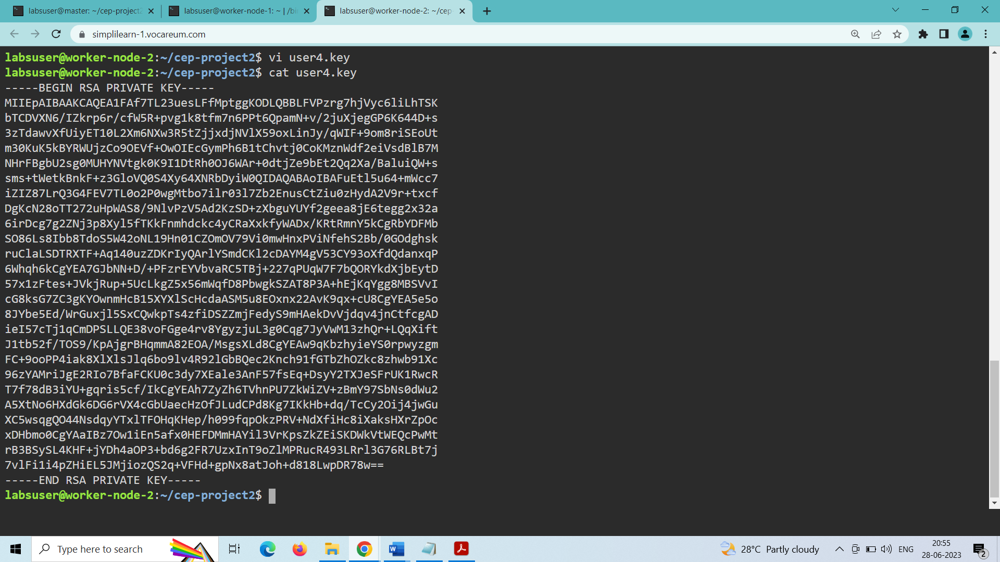 labsuser@master: ~/cep-project2
labsuser@worker-node-1: ~ | /bi
labsuser@worker-node-2: ~/cep-
simplilearn-1.vocareum.com
labsuser@worker-node-2:~/cep-project2$ vi user4.key
labsuser@worker-node-2:~/cep-project2$ cat user4.key
-----BEGIN RSA PRIVATE KEY-----
MIIEpAIBAAKCAQEA1FAf7TL23uesLFfMptggKODLQBBLFVPzrg7hjVyc6liLhTSK
bTCDVXN6/IZkrp6r/cfW5R+pvg1k8tfm7n6PPt6QpamN+v/2juXjegGP6K644D+s
3zTdawvXfUiyET10L2Xm6NXw3R5tZjjxdjNVlX59oxLinJy/qWIF+9om8riSEoUt
m30KuK5kBYRWUjzCo9OEVf+OwOIEcGymPh6B1tChvtj0CoKMznWdf2eiVsdBlB7M
NHrFBgbU2sg0MUHYNVtgk0K9I1DtRh0OJ6WAr+0dtjZe9bEt2Qq2Xa/BaluiQW+s
sms+tWetkBnkF+z3GloVQ0S4Xy64XNRbDyiW0QIDAQABAoIBAFuEtl5u64+mWcc7
iZIZ87LrQ3G4FEV7TL0o2P0wgMtbo7ilr03l7Zb2EnusCtZiu0zHydA2V9r+txcf
DgKcN28oTT272uHpWAS8/9NlvPzV5Ad2KzSD+zXbguYUYf2geea8jE6tegg2x32a
6irDcg7g2ZNj3p8Xyl5fTKkFnmhdckc4yCRaXxkfyWADx/KRtRmnY5kCgRbYDFMb
SO86Ls8Ibb8TdoS5W42oNL19Hn01CZOmOV79Vi0mwHnxPViNfehS2Bb/0GOdghsk
ruClaLSDTRXTF+Aq140uzZDKrIyQArlYSmdCKl2cDAYM4gV53CY93oXfdQdanxqP
6Whqh6kCgYEA7GJbNN+D/+PFzrEYVbvaRC5TBj+227qPUqW7F7bQORYkdXjbEytD
57x1zFtes+JVkjRup+5UcLkgZ5x56mWqfD8PbwgkSZAT8P3A+hEjKqYgg8MBSVvI
cG8ksG7ZC3gKYOwnmHcB15XYXlScHcdaASM5u8EOxnx22AvK9qx+cU8CgYEA5e5o
8JYbe5Ed/WrGuxjl5SxCQwkpTs4zfiDSZZmjFedyS9mHAekDvVjdqv4jnCtfcgAD
ieI57cTj1qCmDPSLLQE38voFGge4rv8YgyzjuL3g0Cqg7JyVwM13zhQr+LQqXift
J1tb52f/TOS9/KpAjgrBHqmmA82EOA/MsgsXLd8CgYEAw9qKbzhyieYS0rpwyzgm
FC+9ooPP4iak8XlXlsJlq6bo9lv4R92lGbBQec2Knch91fGTbZhOZkc8zhwb91Xc
96zYAMriJgE2RIo7BfaFCKU0c3dy7XEale3AnF57fsEq+DsyY2TXJeSFrUK1RwcR
T7f78dB3iYU+gqris5cf/IkCgYEAh7ZyZh6TVhnPU7ZkWiZV+zBmY97SbNs0dWu2
A5XtNo6HXdGk6DG6rVX4cGbUaecHzOfJLudCPd8Kg7IKkHb+dq/TcCy2Oij4jwGu
XC5wsqgQO44NsdqyYTxlTFOHqKHep/h099fqpOkzPRV+NdXfiHc8iXaksHXrZpOc
xDHbmo0CgYAaIBz7Ow1iEn5afx0HEFDMmHAYil3VrKpsZkZEiSKDWkVtWEQcPwMt
rB3BSySL4KHF+jYDh4aOP3+bd6g2FR7UzxInT9oZlMPRucR493LRrl3G76RLBt7j
7vlFi1i4pZHiEL5JMjiozQS2q+VFHd+gpNx8atJoh+d818LwpDR78w==
-----END RSA PRIVATE KEY-----
labsuser@worker-node-2:~/cep-project2$
Type here to search
28°C Partly cloudy
ENG
20:55
28-06-2023
2